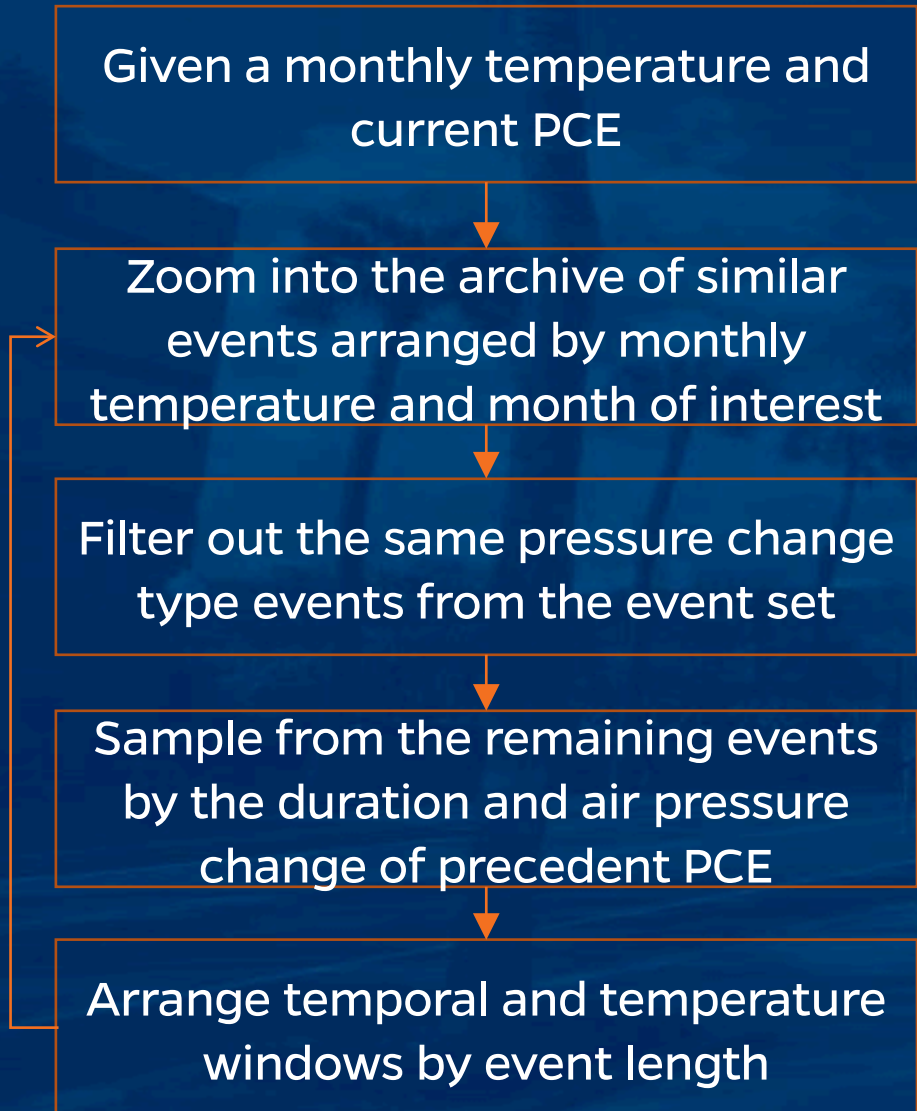 Given a monthly temperature and
current PCE
Zoom into the archive of similar
events arranged by monthly
temperature and month of interest
Filter out the same pressure change
type events from the event set
Sample from the remaining events
by the duration and air pressure
change of precedent PCE
Arrange temporal and temperature
windows by event length